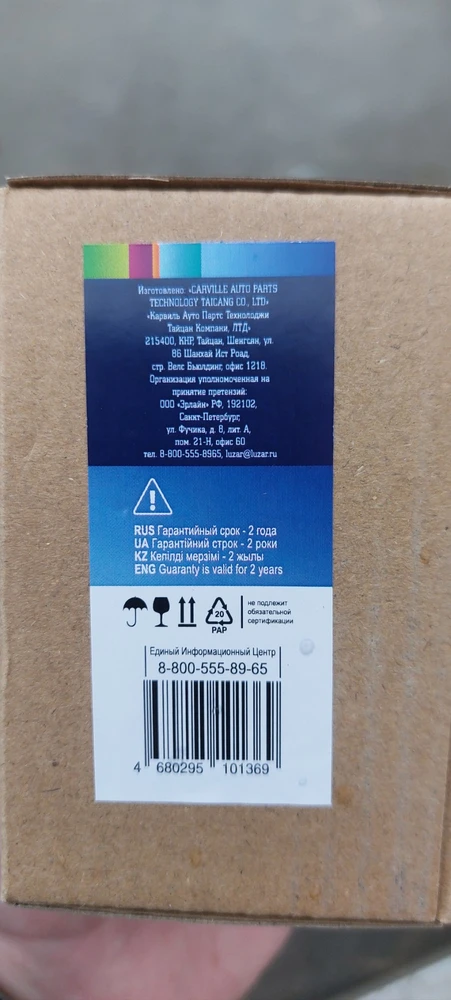 Изготовлено: «CARVILLE AUTO PARTS
TECHNOLOGY TAICANG CO., LTD»
«Карвиль Ауто Партс Технолоджи
Тайцан Компани, ЛТД»
215400, КНР, Тайцан, Шенгсян, ул.
86 Шанхай Ист Роад,
стр. Велс Бьюлдинг, офис 1218.
Организация уполномоченная на
принятие претензий:
ООО «Эрлайн» РФ, 192102,
Санкт-Петербург,
ул. Фучика, д. 8, лит. А,
пом. 21-Н, офис 60
тел. 8-800-555-8965, luzar@luzar.ru
RUS Гарантийный срок - 2 года
UA Гарантійний строк - 2 роки
KZ Кепілді мерзімі - 2 жылы
ENG Guaranty is valid for 2 years
20
PAP
не подлежит
обязательной
сертификации
Единый Информационный Центр
8-800-555-89-65
4 680295 101369